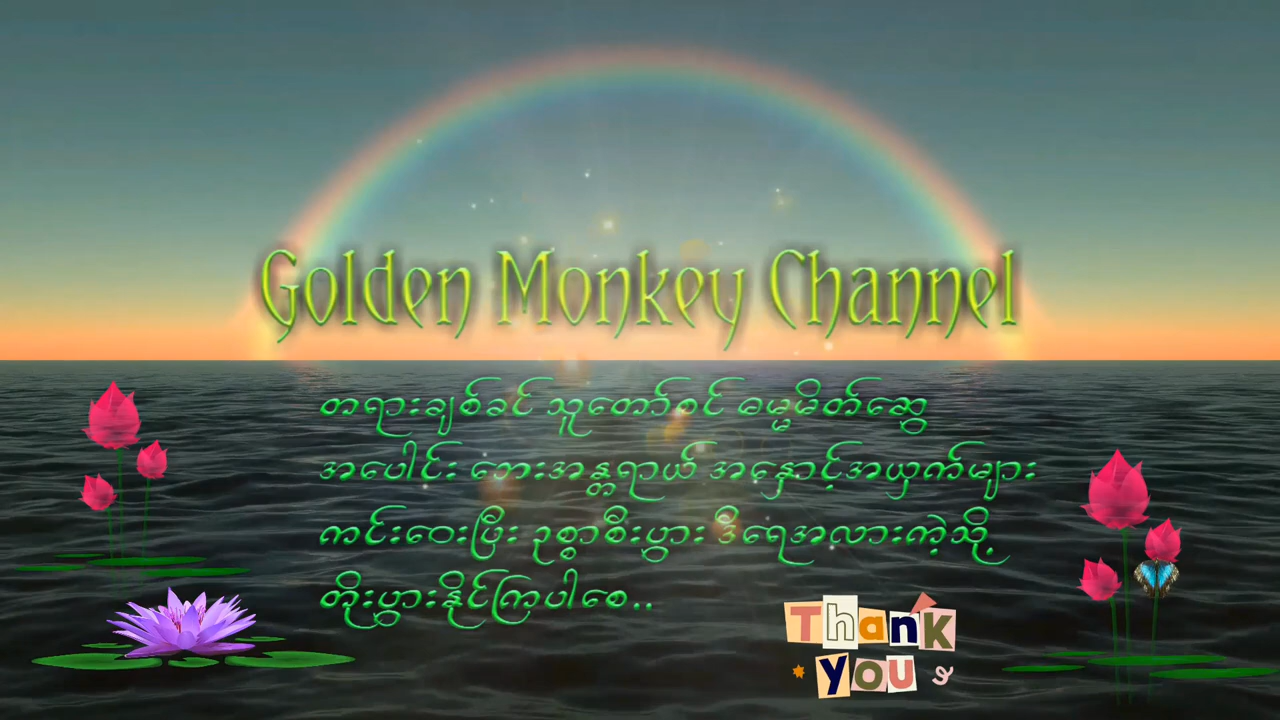 Golden Monkey Channel
တရားချစ်ခင် သူတော်စင် ဓမ္မမိတ်ဆွေ
အပေါင်း ဘေးအန္တရာယ် အနှောင့်အယှက်များ
ကင်းဝေးပြီး ဥစ္စာစီးပွား ဒီရေအလားကဲ့သို့
တိုးပွားနိုင်ကြပါစေ..
Thank
you